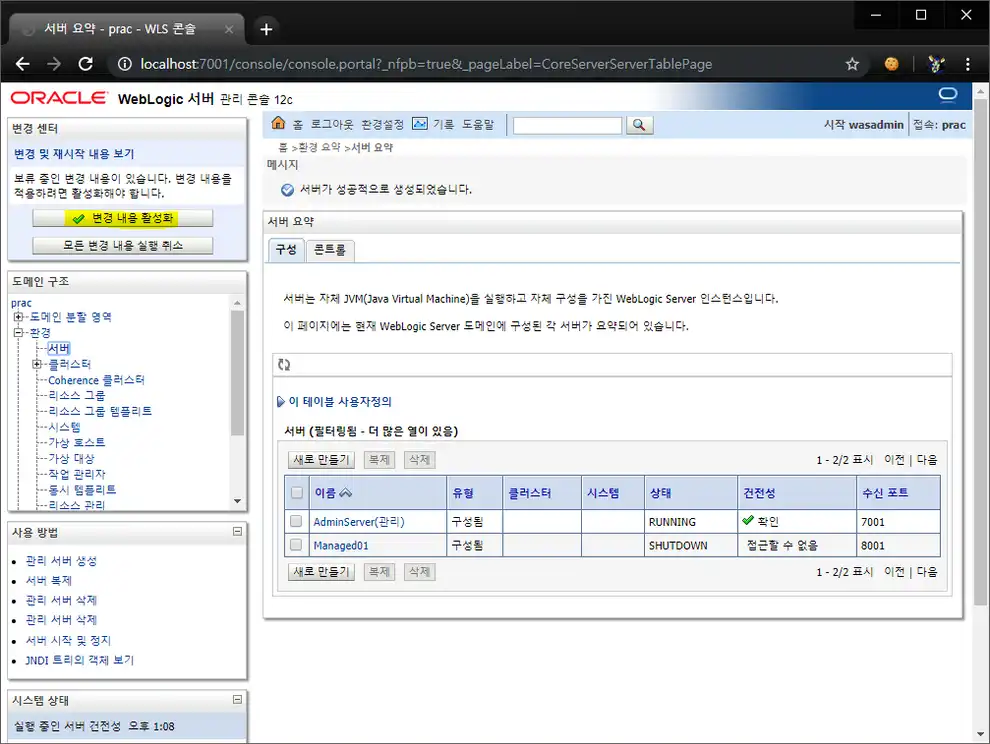 서버 요약 - prac - WLS 콘솔
localhost:7001/console/console.portal?_nfpb=true&_pageLabel=CoreServerServerTablePage
ORACLE WebLogic 서버 관리 콘솔 12c
변경 센터
변경 및 재시작 내용 보기
보류 중인 변경 내용이 있습니다. 변경 내용을
적용하려면 활성화해야 합니다.
변경 내용 활성화
모든 변경 내용 실행 취소
도메인 구조
prac
도메인 분할 영역
환경
서버
클러스터
Coherence 클러스터
리소스 그룹
리소스 그룹 템플리트
시스템
가상 호스트
가상 대상
작업 관리자
동시 템플리트
리소스 관리
사용 방법
관리 서버 생성
서버 복제
관리 서버 삭제
관리 서버 삭제
서버 시작 및 정지
JNDI 트리의 객체 보기
시스템 상태
실행 중인 서버 건전성 오후 1:08
홈 로그아웃 환경설정 기록 도움말
시작 wasadmin 접속: prac
홈 >환경 요약 >서버 요약
메시지
서버가 성공적으로 생성되었습니다.
서버 요약
구성 콘트롤
서버는 자체 JVM(Java Virtual Machine)을 실행하고 자체 구성을 가진 WebLogic Server 인스턴스입니다.
이 페이지에는 현재 WebLogic Server 도메인에 구성된 각 서버가 요약되어 있습니다.
이 테이블 사용자정의
서버 (필터링됨 - 더 많은 열이 있음)
새로 만들기 복제 삭제 1 - 2/2 표시 이전 | 다음
이름 유형 클러스터 시스템 상태 건전성 수신 포트
AdminServer(관리) 구성됨 RUNNING 확인 7001
Managed01 구성됨 SHUTDOWN 접근할 수 없음 8001
새로 만들기 복제 삭제 1 - 2/2 표시 이전 | 다음